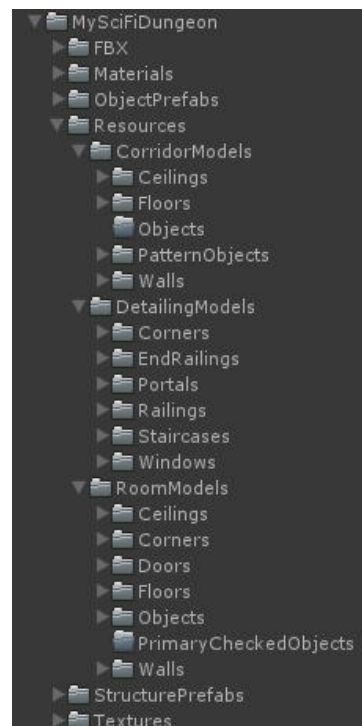 MySciFiDungeon
FBX
Materials
ObjectPrefabs
Resources
CorridorModels
Ceilings
Floors
Objects
PatternObjects
Walls
DetailingModels
Corners
EndRailings
Portals
Railings
Staircases
Windows
RoomModels
Ceilings
Corners
Doors
Floors
Objects
PrimaryCheckedObjects
Walls
StructurePrefabs
Textures